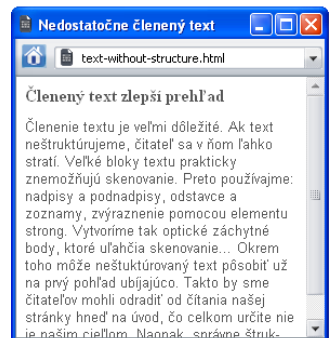 Nedostatočne členený text
text-without-structure.html
Členený text zlepší prehľad
Členenie textu je veľmi dôležité. Ak text
neštruktúrujeme, čitateľ sa v ňom ľahko
stratí. Veľké bloky textu prakticky
znemožňujú skenovanie. Preto používajme:
nadpisy a podnadpisy, odstavce a
zoznamy, zvýraznenie pomocou elementu
strong. Vytvoríme tak optické záchytné
body, ktoré uľahčia skenovanie... Okrem
toho môže neštuktúrovaný text pôsobiť už
na prvý pohľad ubíjajúco. Takto by sme
čitateľov mohli odradiť od čítania našej
stránky hneď na úvod, čo celkom určite nie
je našim cieľom. Naopak, správne štruk-